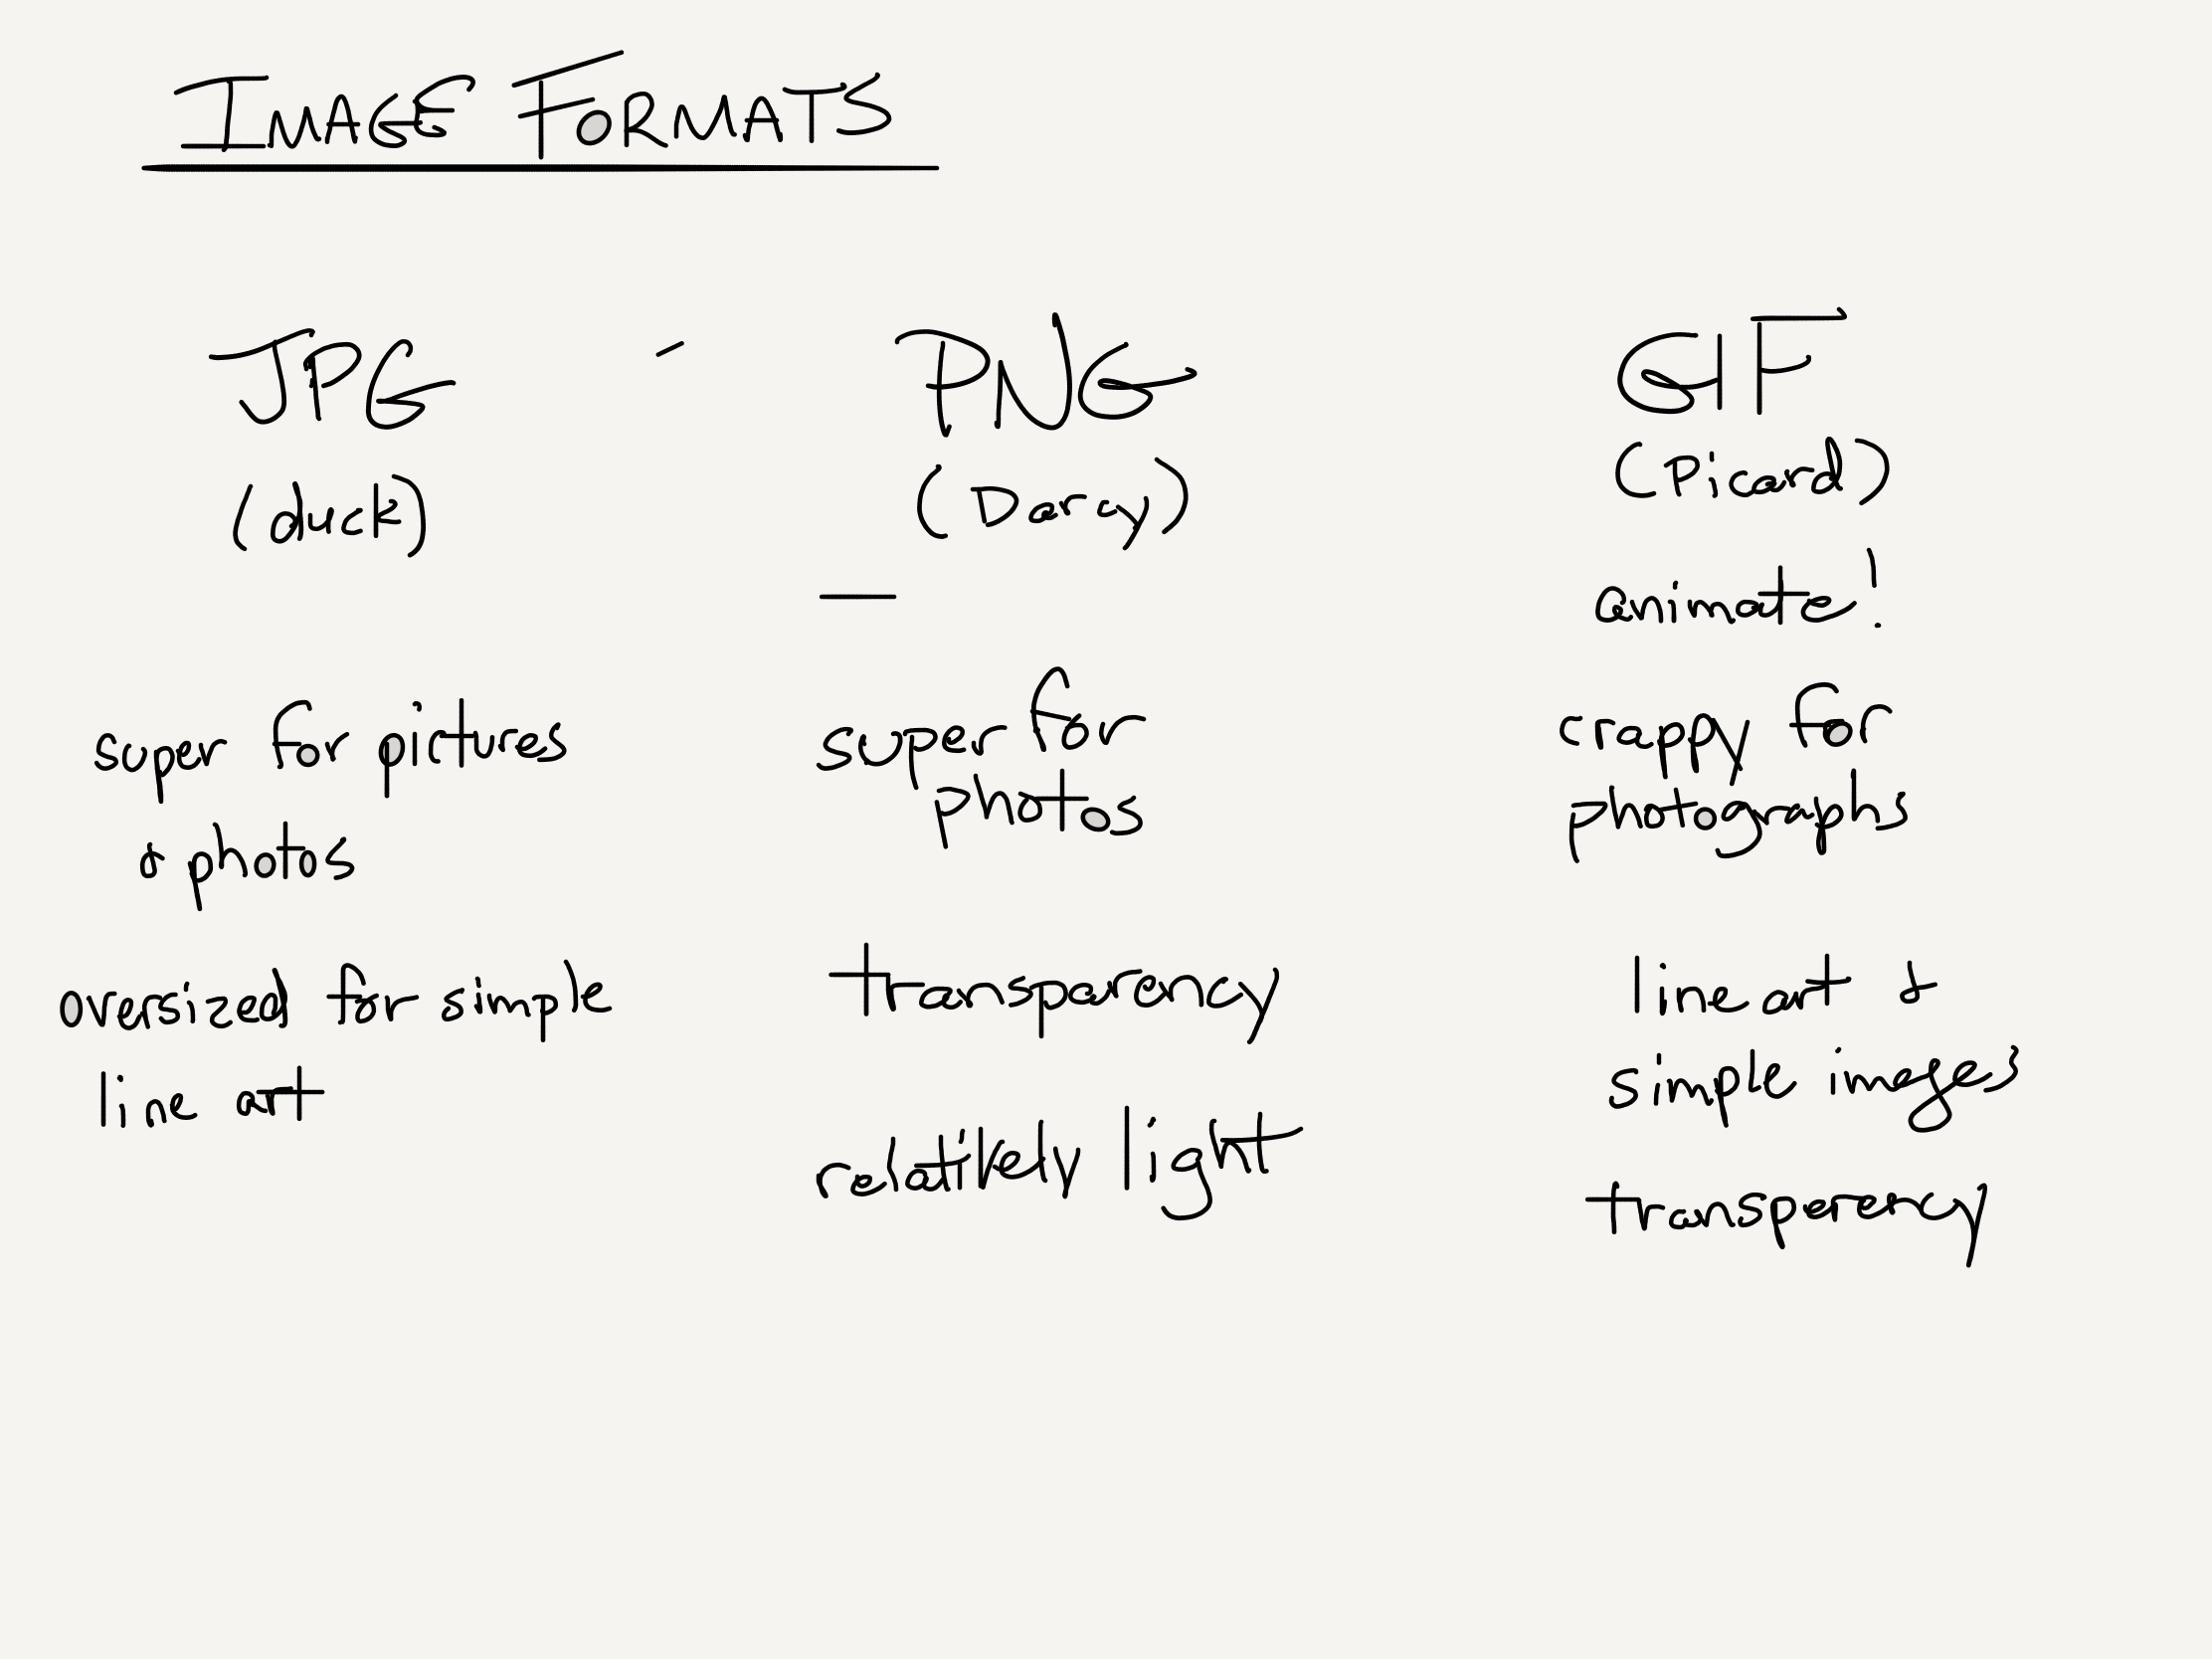 IMAGE FORMATS
JPG
(duck)
super for pictures
& photos
oversized for simple
line art
PNG
(Darcy)
super for
photos
transparency
relatively light
GIF
(Picard)
animate!
crappy for
photographs
line art &
simple images
transperency